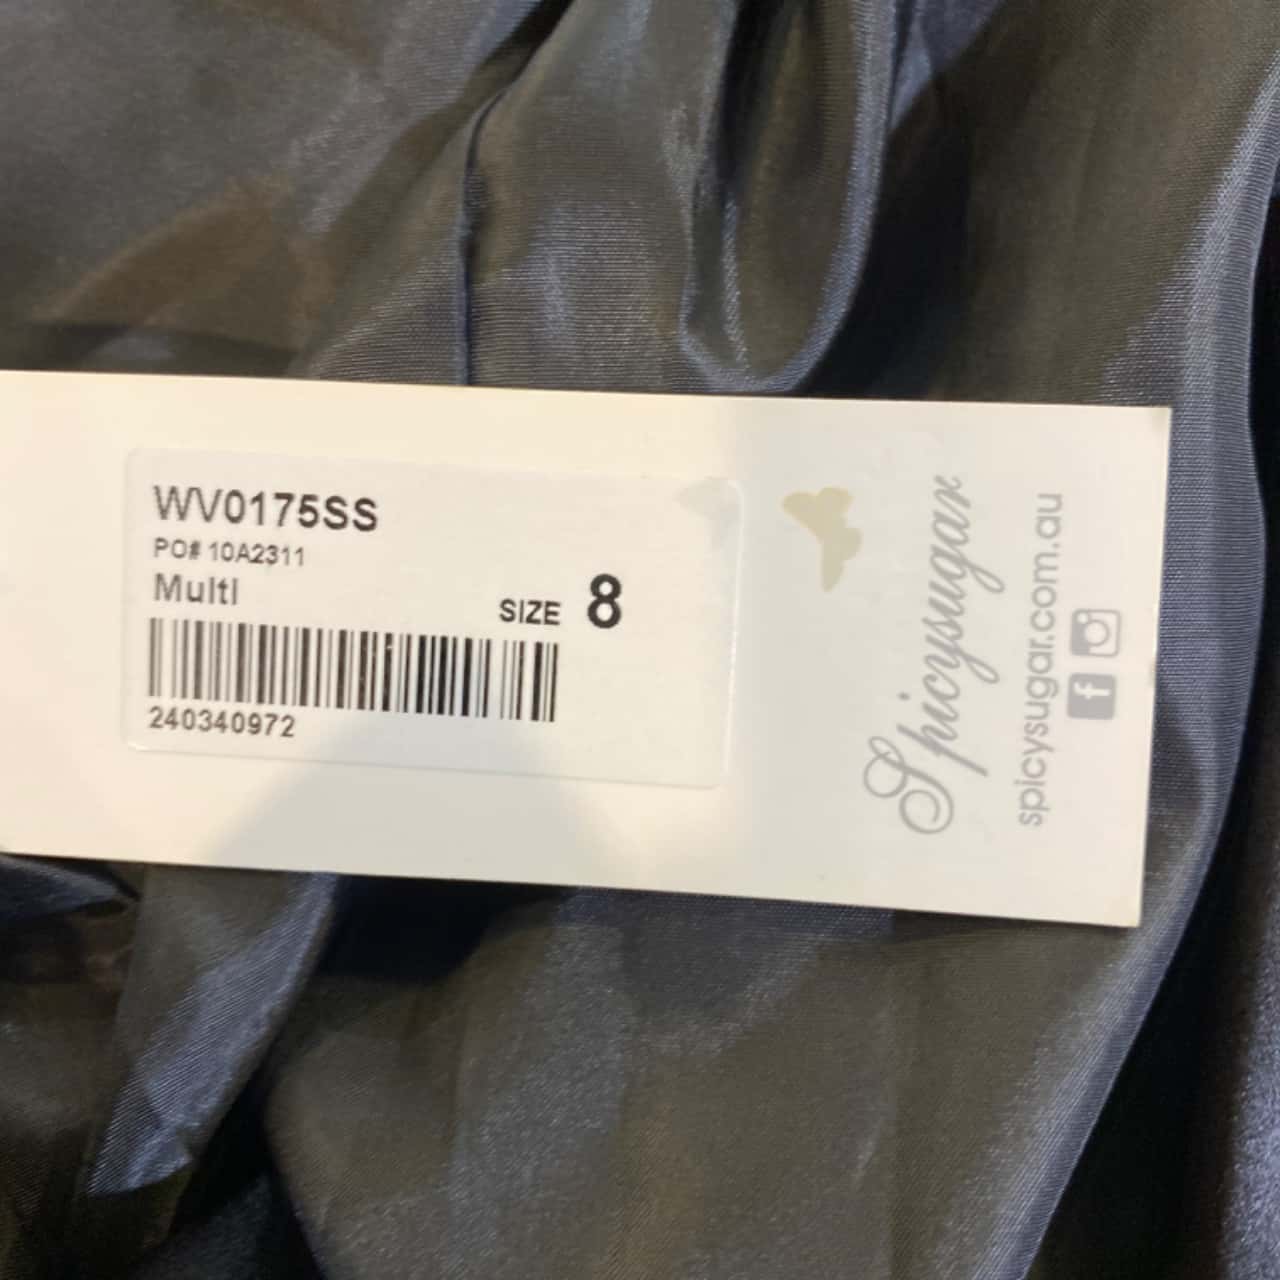 WV0175SS
PO# 10A2311
Multi
SIZE 8
240340972
Spicysugar
spicysugar.com.au
f